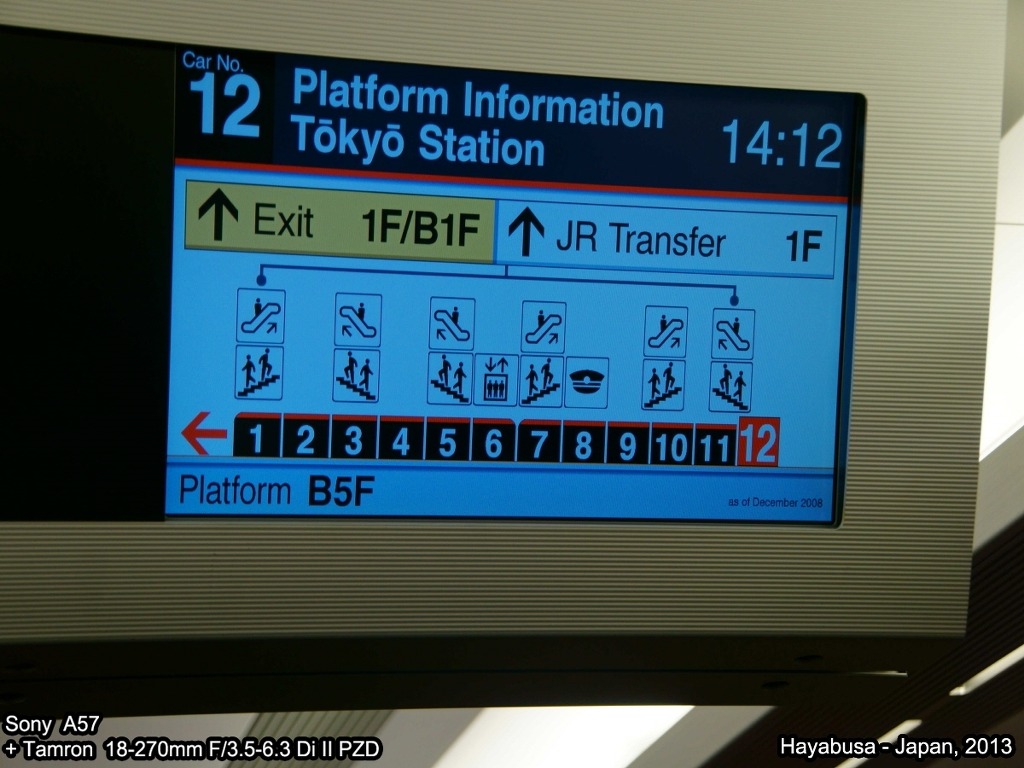 Car No.
12
Platform Information
Tōkyō Station
14:12
↑ Exit 1F/B1F
↑ JR Transfer 1F
← 1 2 3 4 5 6 7 8 9 10 11 12
Platform B5F
as of December 2008
Sony A57
+ Tamron 18-270mm F/3.5-6.3 Di II PZD
Hayabusa - Japan, 2013